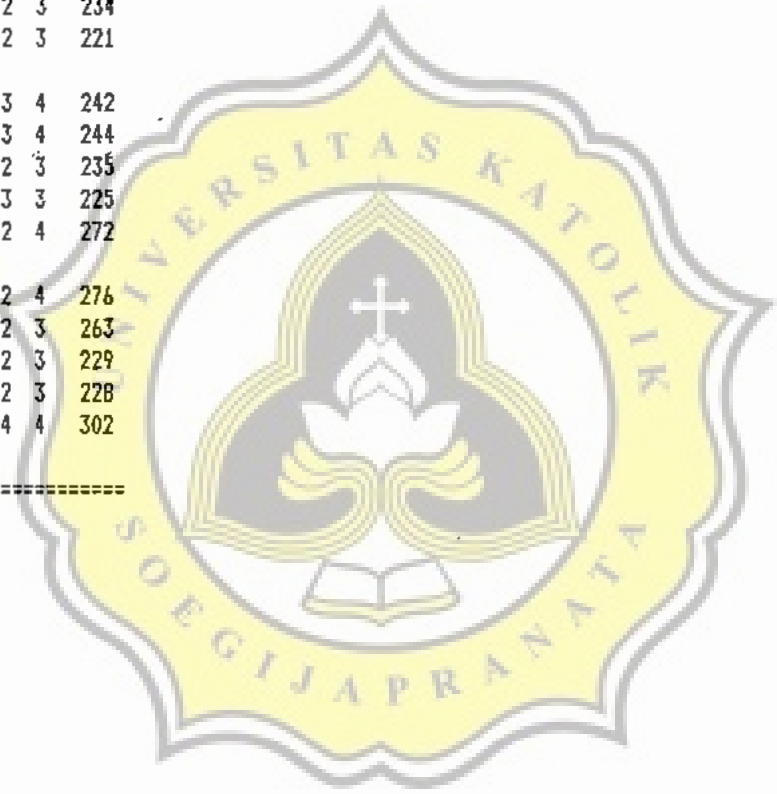 2 3 234
2 3 221
3 4 242
3 4 244
2 3 235
3 3 225
2 4 272
2 4 276
2 3 263
2 3 229
2 3 228
4 4 302
===========
UNIVERSITAS KATOLIK
SOEGIJAPRANATA